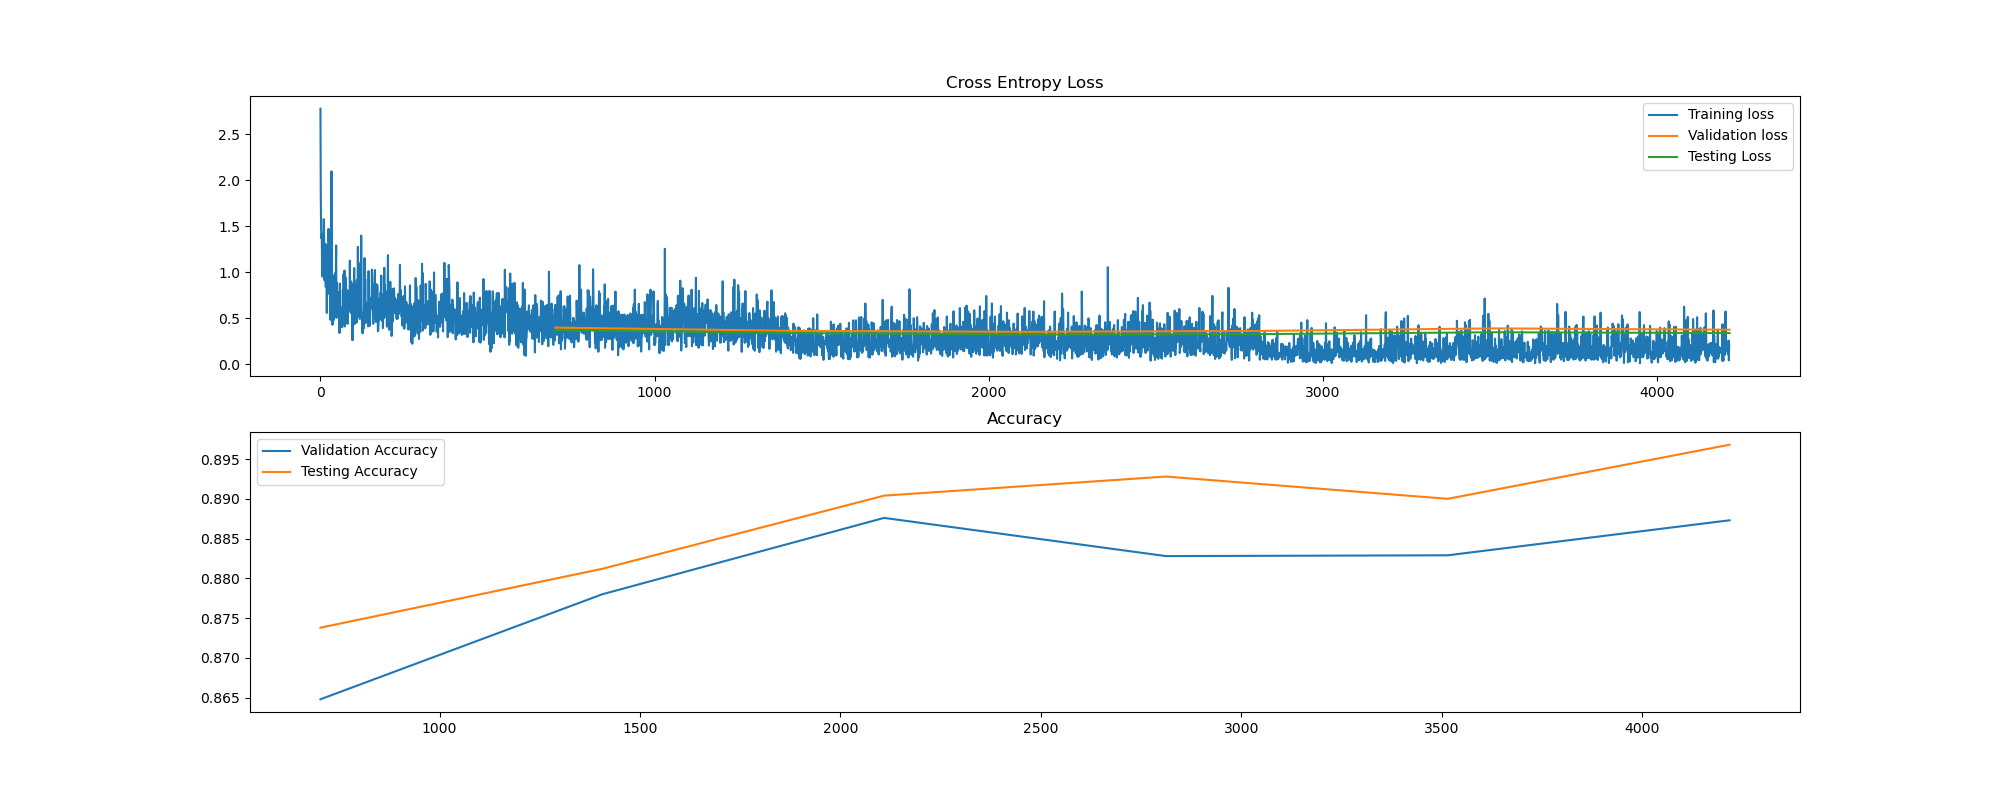 Cross Entropy Loss
2.5
2.0
1.5
1.0
0.5
0.0
Training loss
Validation loss
Testing Loss
0 1000 2000 3000 4000
Accuracy
0.895
0.890
0.885
0.880
0.875
0.870
0.865
Validation Accuracy
Testing Accuracy
1000 1500 2000 2500 3000 3500 4000